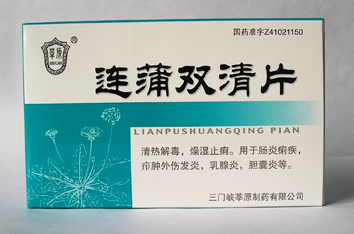 国药准字Z41021150
莘原
®
连蒲双清片
LIANPUSHUANGQING PIAN
清热解毒，燥湿止痢。用于肠炎痢疾，
疖肿外伤发炎，乳腺炎，胆囊炎等。
三门峡莘原制药有限公司